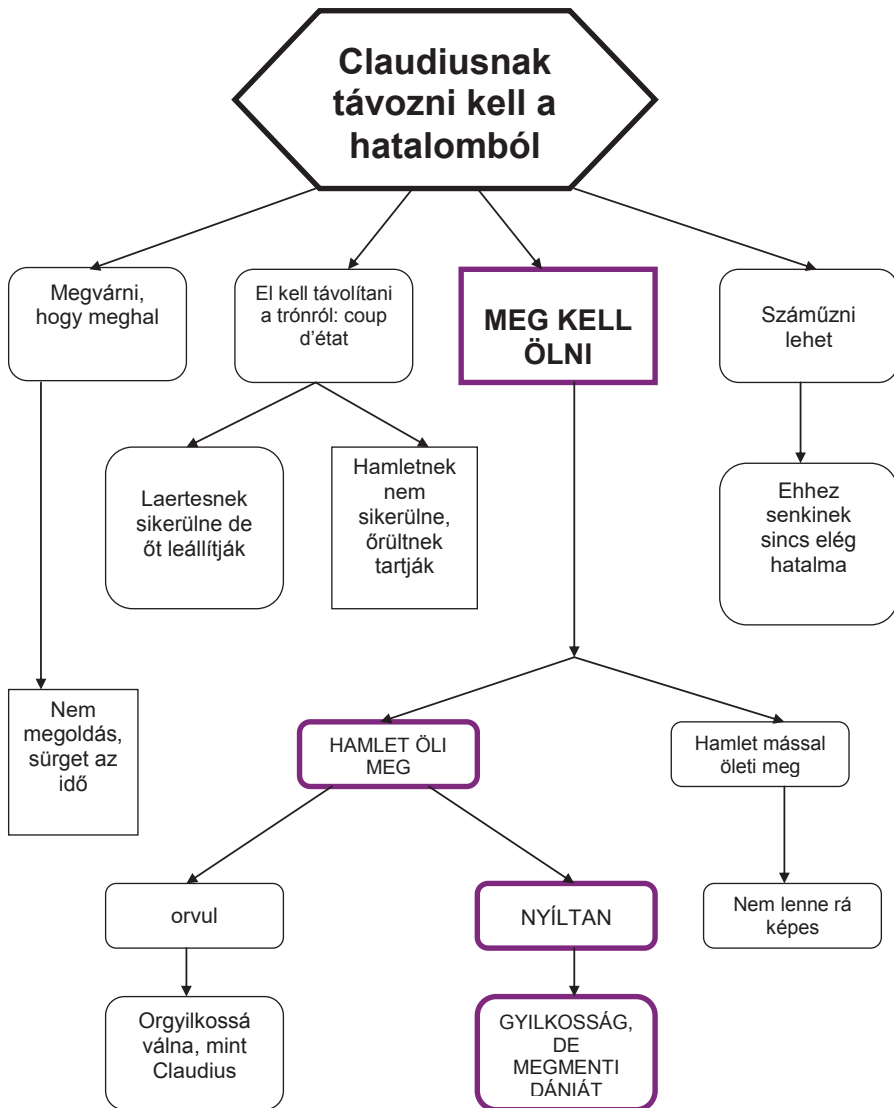 Claudiusnak
távozni kell a
hatalomból
Megvárni,
hogy meghal
El kell távolítani
a trónról: coup
d’état
MEG KELL
ÖLNI
Száműzni
lehet
Laertesnek
sikerülne de
őt leállítják
Hamletnek
nem
sikerülne,
őrültnek
tartják
Ehhez
senkinek
sincs elég
hatalma
Nem
megoldás,
sürget az
idő
HAMLET ÖLI
MEG
Hamlet mással
öleti meg
orvul
NYÍLTAN
Nem lenne rá
képes
Orgyilkossá
válna, mint
Claudius
GYILKOSSÁG,
DE
MEGMENTI
DÁNIÁT